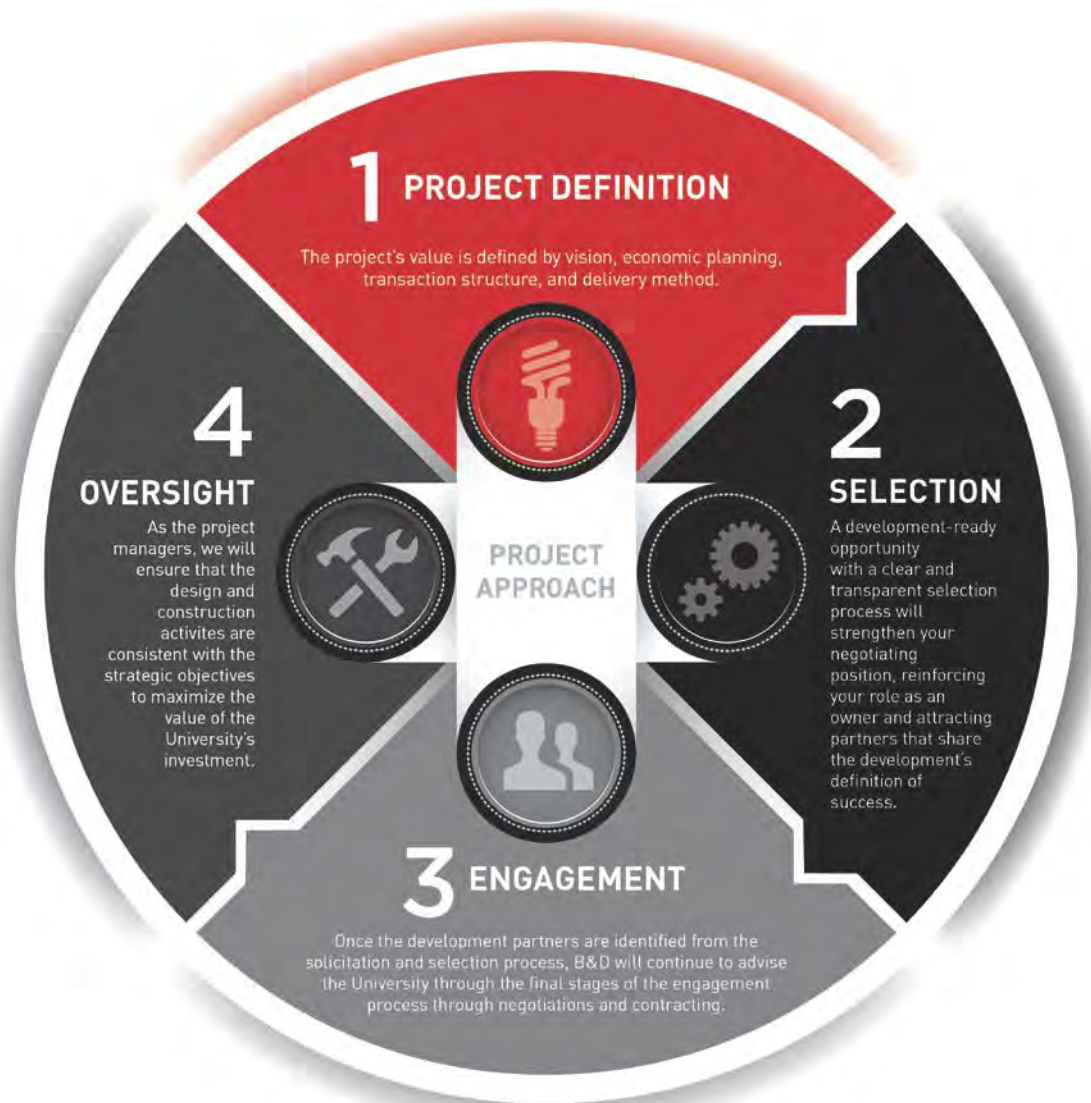 1 PROJECT DEFINITION
The project's value is defined by vision, economic planning,
transaction structure, and delivery method.
2
SELECTION
A development-ready
opportunity
with a clear and
transparent selection
process will
strengthen your
negotiating
position, reinforcing
your role as an
owner and attracting
partners that share
the development's
definition of
success.
3 ENGAGEMENT
Once the development partners are identified from the
solicitation and selection process, B&D will continue to advise
the University through the final stages of the engagement
process through negotiations and contracting.
4
OVERSIGHT
As the project
managers, we will
ensure that the
design and
construction
activites are
consistent with the
strategic objectives
to maximize the
value of the
University's
investment.
PROJECT
APPROACH